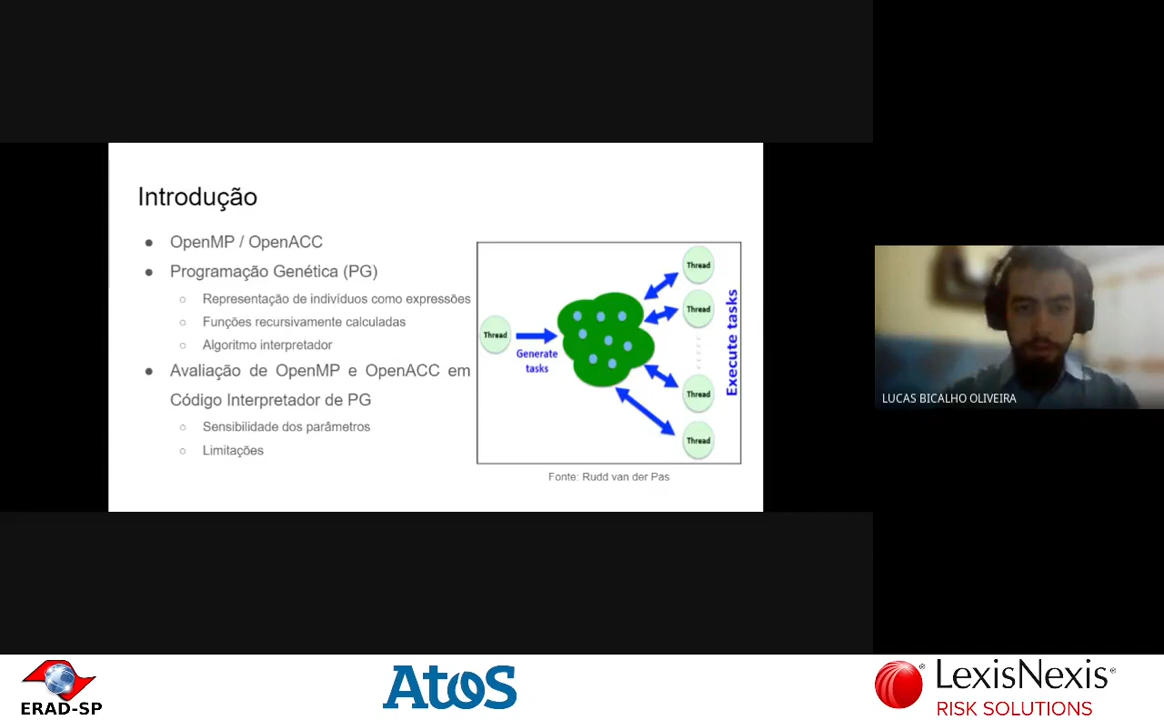 Introdução
● OpenMP / OpenACC
● Programação Genética (PG)
○ Representação de indivíduos como expressões
○ Funções recursivamente calculadas
○ Algoritmo interpretador
● Avaliação de OpenMP e OpenACC em
Código Interpretador de PG
○ Sensibilidade dos parâmetros
○ Limitações
Thread
Generate
tasks
Thread
Thread
Thread
Thread
Execute tasks
Fonte: Rudd van der Pas
LUCAS BICALHO OLIVEIRA
ERAD-SP
Atos
LexisNexis®
RISK SOLUTIONS